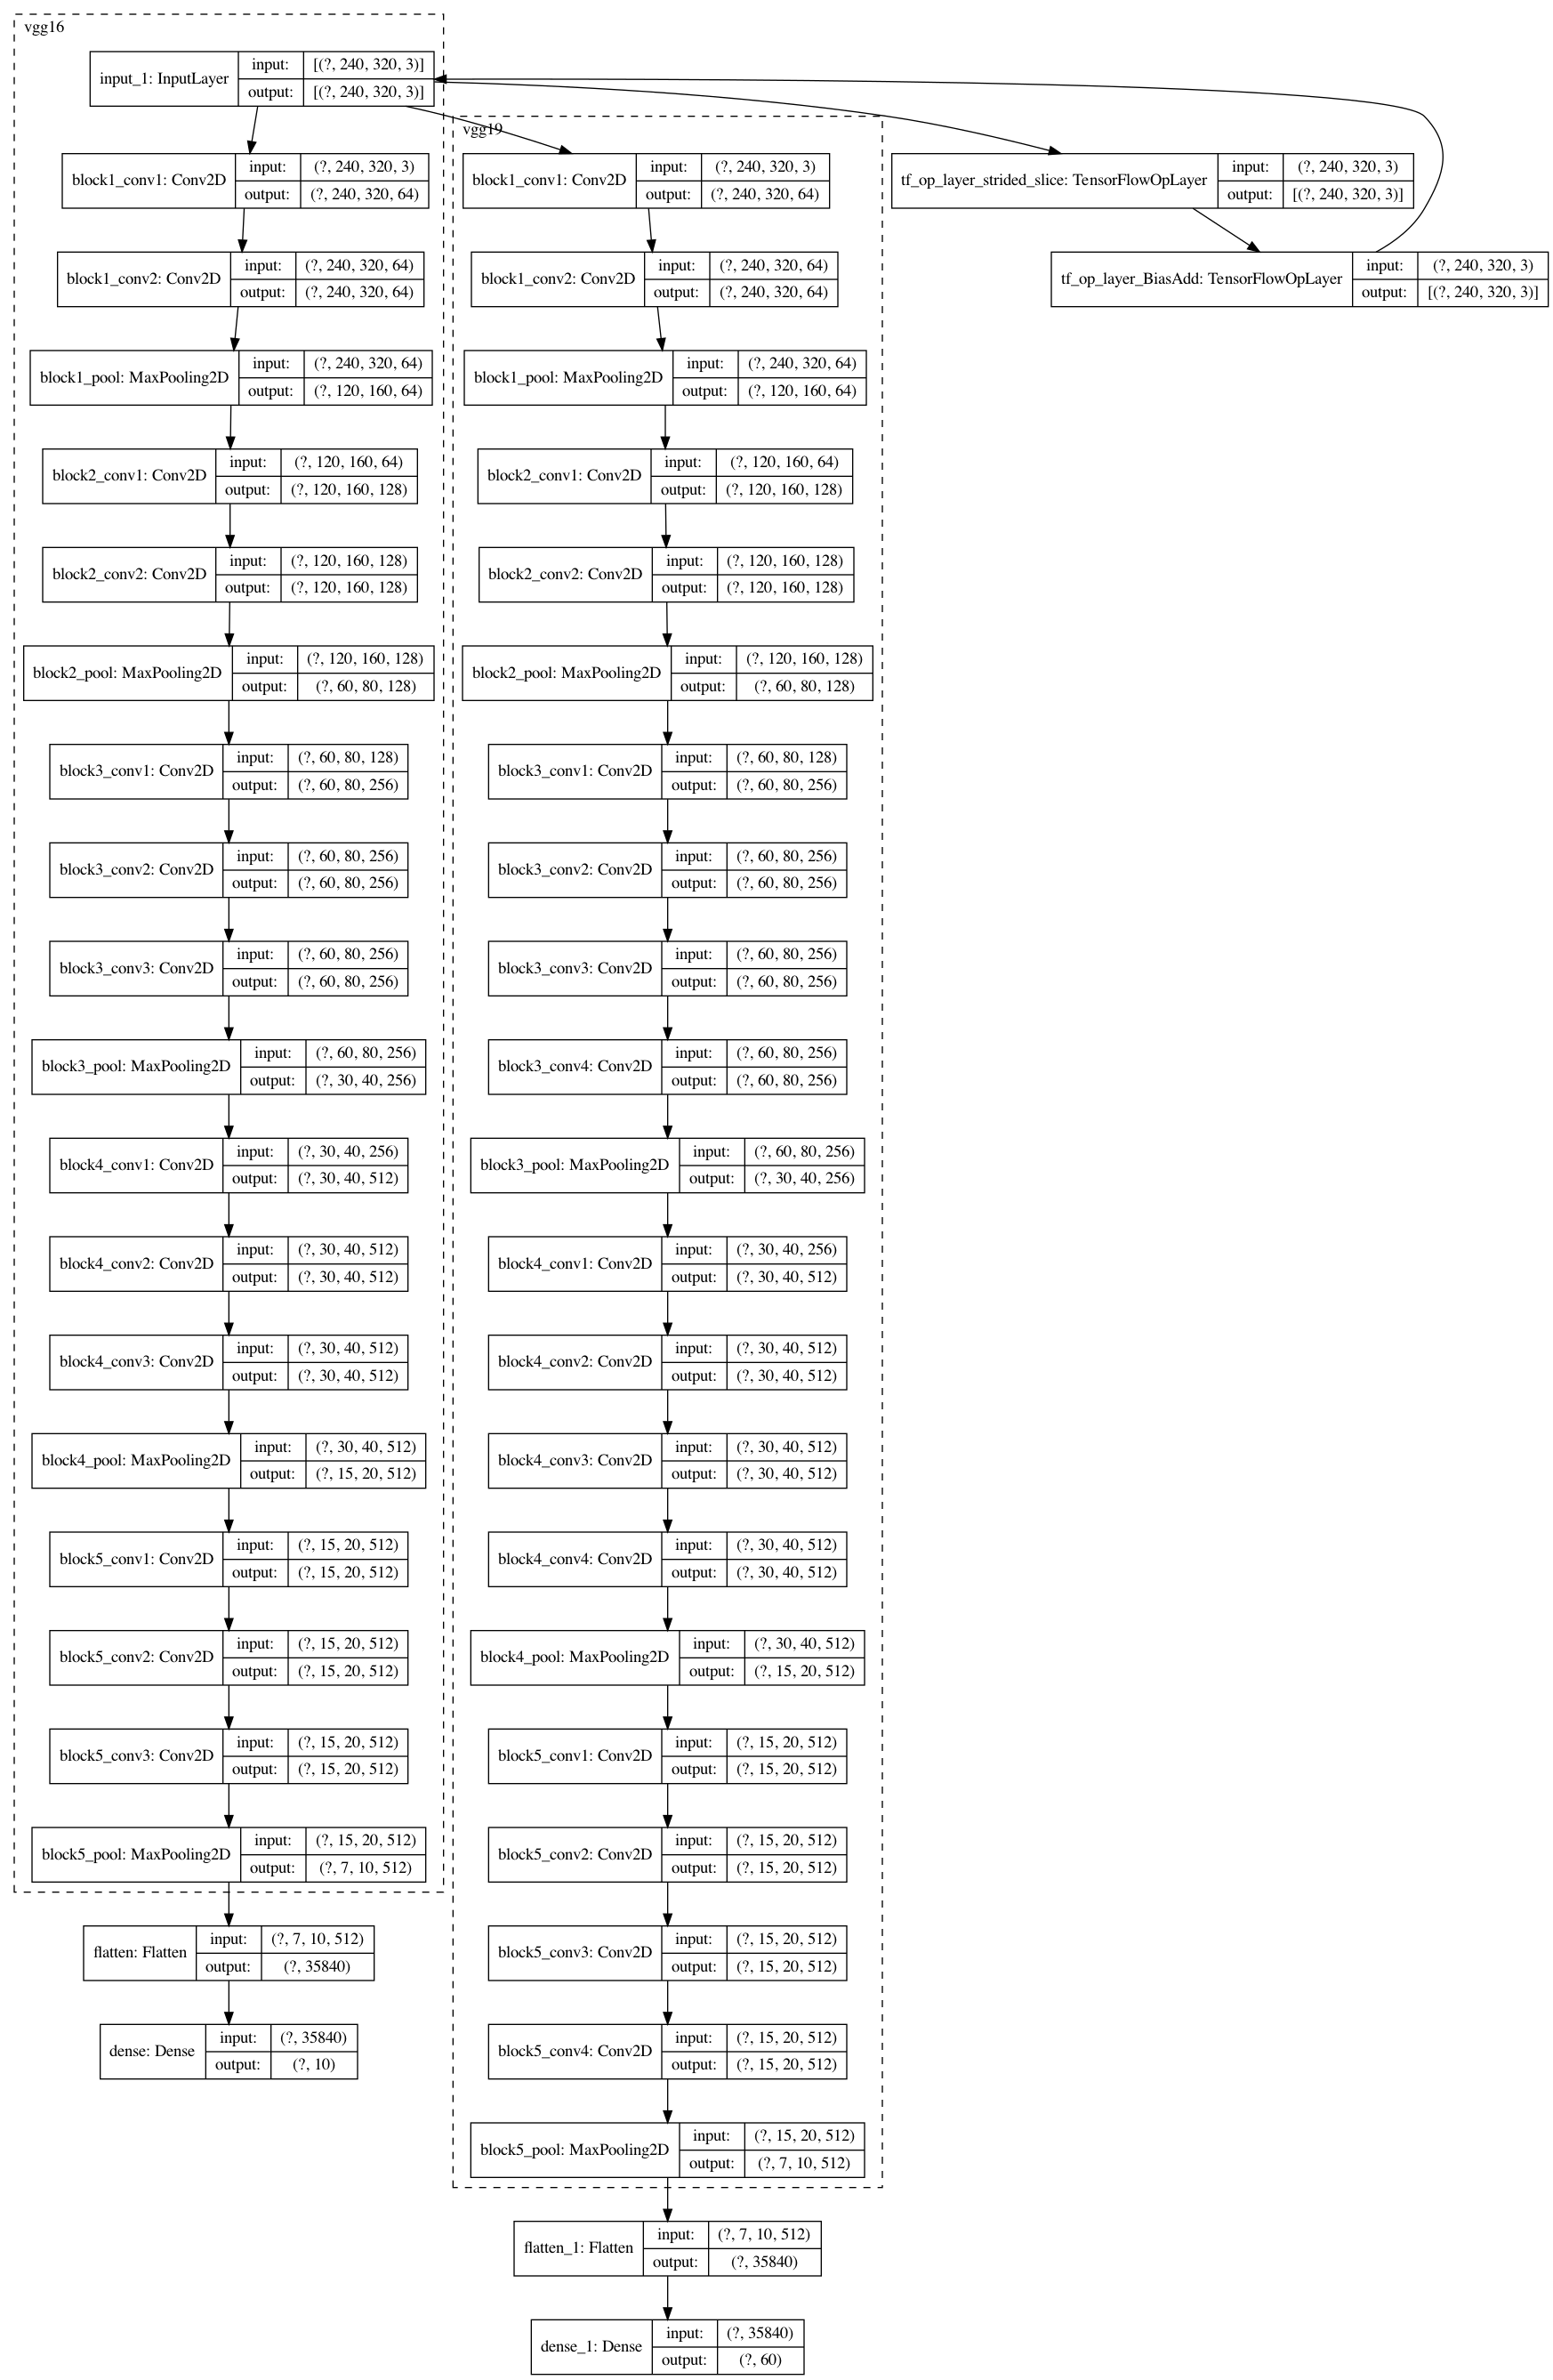 vgg16
input_1: InputLayer
input: [(?, 240, 320, 3)]
output: [(?, 240, 320, 3)]
block1_conv1: Conv2D
input: (?, 240, 320, 3)
output: (?, 240, 320, 64)
block1_conv2: Conv2D
input: (?, 240, 320, 64)
output: (?, 240, 320, 64)
block1_pool: MaxPooling2D
input: (?, 240, 320, 64)
output: (?, 120, 160, 64)
block2_conv1: Conv2D
input: (?, 120, 160, 64)
output: (?, 120, 160, 128)
block2_conv2: Conv2D
input: (?, 120, 160, 128)
output: (?, 120, 160, 128)
block2_pool: MaxPooling2D
input: (?, 120, 160, 128)
output: (?, 60, 80, 128)
block3_conv1: Conv2D
input: (?, 60, 80, 128)
output: (?, 60, 80, 256)
block3_conv2: Conv2D
input: (?, 60, 80, 256)
output: (?, 60, 80, 256)
block3_conv3: Conv2D
input: (?, 60, 80, 256)
output: (?, 60, 80, 256)
block3_pool: MaxPooling2D
input: (?, 60, 80, 256)
output: (?, 30, 40, 256)
block4_conv1: Conv2D
input: (?, 30, 40, 256)
output: (?, 30, 40, 512)
block4_conv2: Conv2D
input: (?, 30, 40, 512)
output: (?, 30, 40, 512)
block4_conv3: Conv2D
input: (?, 30, 40, 512)
output: (?, 30, 40, 512)
block4_pool: MaxPooling2D
input: (?, 30, 40, 512)
output: (?, 15, 20, 512)
block5_conv1: Conv2D
input: (?, 15, 20, 512)
output: (?, 15, 20, 512)
block5_conv2: Conv2D
input: (?, 15, 20, 512)
output: (?, 15, 20, 512)
block5_conv3: Conv2D
input: (?, 15, 20, 512)
output: (?, 15, 20, 512)
block5_pool: MaxPooling2D
input: (?, 15, 20, 512)
output: (?, 7, 10, 512)
flatten: Flatten
input: (?, 7, 10, 512)
output: (?, 35840)
dense: Dense
input: (?, 35840)
output: (?, 10)
vgg19
block1_conv1: Conv2D
input: (?, 240, 320, 3)
output: (?, 240, 320, 64)
block1_conv2: Conv2D
input: (?, 240, 320, 64)
output: (?, 240, 320, 64)
block1_pool: MaxPooling2D
input: (?, 240, 320, 64)
output: (?, 120, 160, 64)
block2_conv1: Conv2D
input: (?, 120, 160, 64)
output: (?, 120, 160, 128)
block2_conv2: Conv2D
input: (?, 120, 160, 128)
output: (?, 120, 160, 128)
block2_pool: MaxPooling2D
input: (?, 120, 160, 128)
output: (?, 60, 80, 128)
block3_conv1: Conv2D
input: (?, 60, 80, 128)
output: (?, 60, 80, 256)
block3_conv2: Conv2D
input: (?, 60, 80, 256)
output: (?, 60, 80, 256)
block3_conv3: Conv2D
input: (?, 60, 80, 256)
output: (?, 60, 80, 256)
block3_conv4: Conv2D
input: (?, 60, 80, 256)
output: (?, 60, 80, 256)
block3_pool: MaxPooling2D
input: (?, 60, 80, 256)
output: (?, 30, 40, 256)
block4_conv1: Conv2D
input: (?, 30, 40, 256)
output: (?, 30, 40, 512)
block4_conv2: Conv2D
input: (?, 30, 40, 512)
output: (?, 30, 40, 512)
block4_conv3: Conv2D
input: (?, 30, 40, 512)
output: (?, 30, 40, 512)
block4_conv4: Conv2D
input: (?, 30, 40, 512)
output: (?, 30, 40, 512)
block4_pool: MaxPooling2D
input: (?, 30, 40, 512)
output: (?, 15, 20, 512)
block5_conv1: Conv2D
input: (?, 15, 20, 512)
output: (?, 15, 20, 512)
block5_conv2: Conv2D
input: (?, 15, 20, 512)
output: (?, 15, 20, 512)
block5_conv3: Conv2D
input: (?, 15, 20, 512)
output: (?, 15, 20, 512)
block5_conv4: Conv2D
input: (?, 15, 20, 512)
output: (?, 15, 20, 512)
block5_pool: MaxPooling2D
input: (?, 15, 20, 512)
output: (?, 7, 10, 512)
flatten_1: Flatten
input: (?, 7, 10, 512)
output: (?, 35840)
dense_1: Dense
input: (?, 35840)
output: (?, 60)
tf_op_layer_strided_slice: TensorFlowOpLayer
input: (?, 240, 320, 3)
output: [(?, 240, 320, 3)]
tf_op_layer_BiasAdd: TensorFlowOpLayer
input: (?, 240, 320, 3)
output: [(?, 240, 320, 3)]